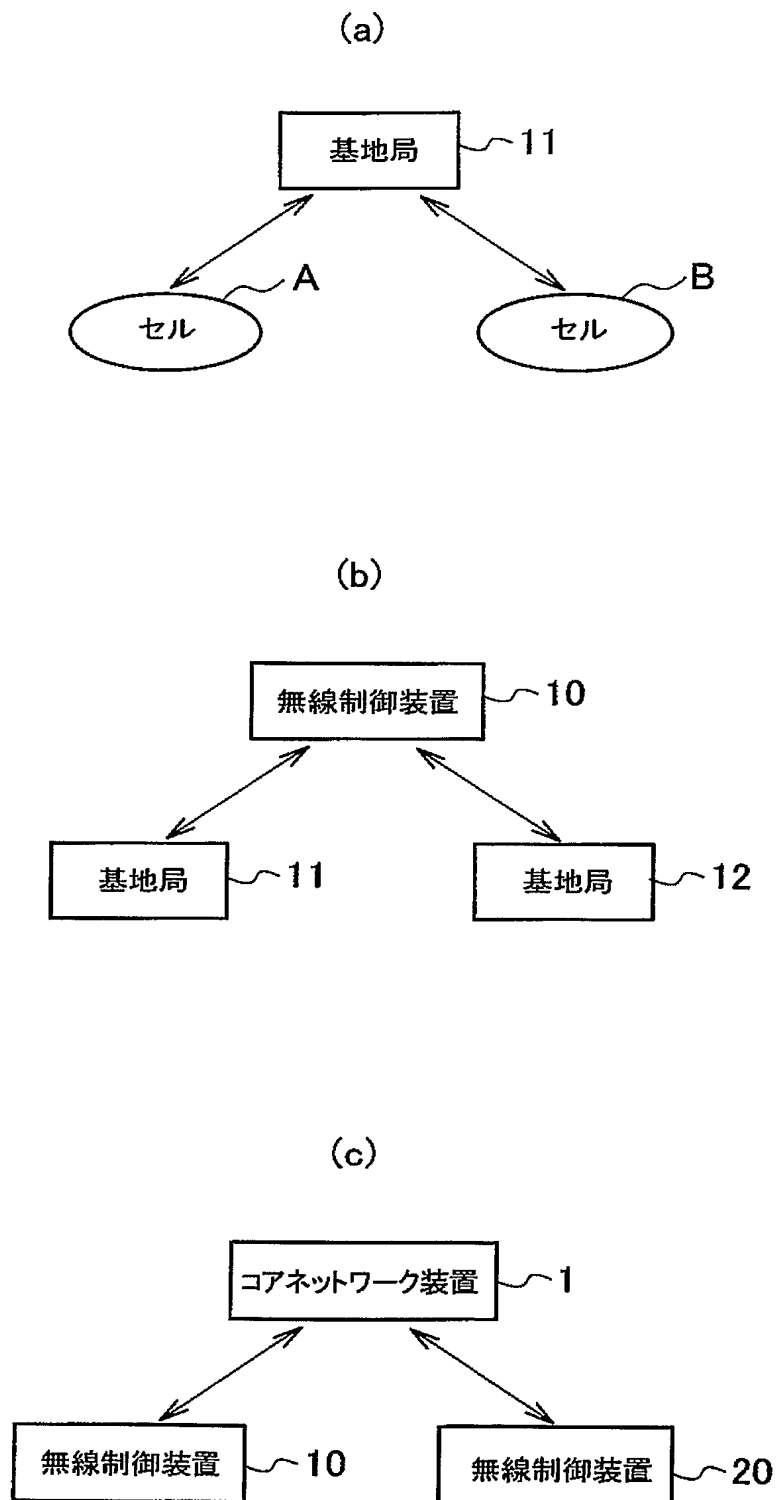 (a)
基地局 11
A B
セル セル
(b)
無線制御装置 10
基地局 11 基地局 12
(c)
コアネットワーク装置 1
無線制御装置 10 無線制御装置 20